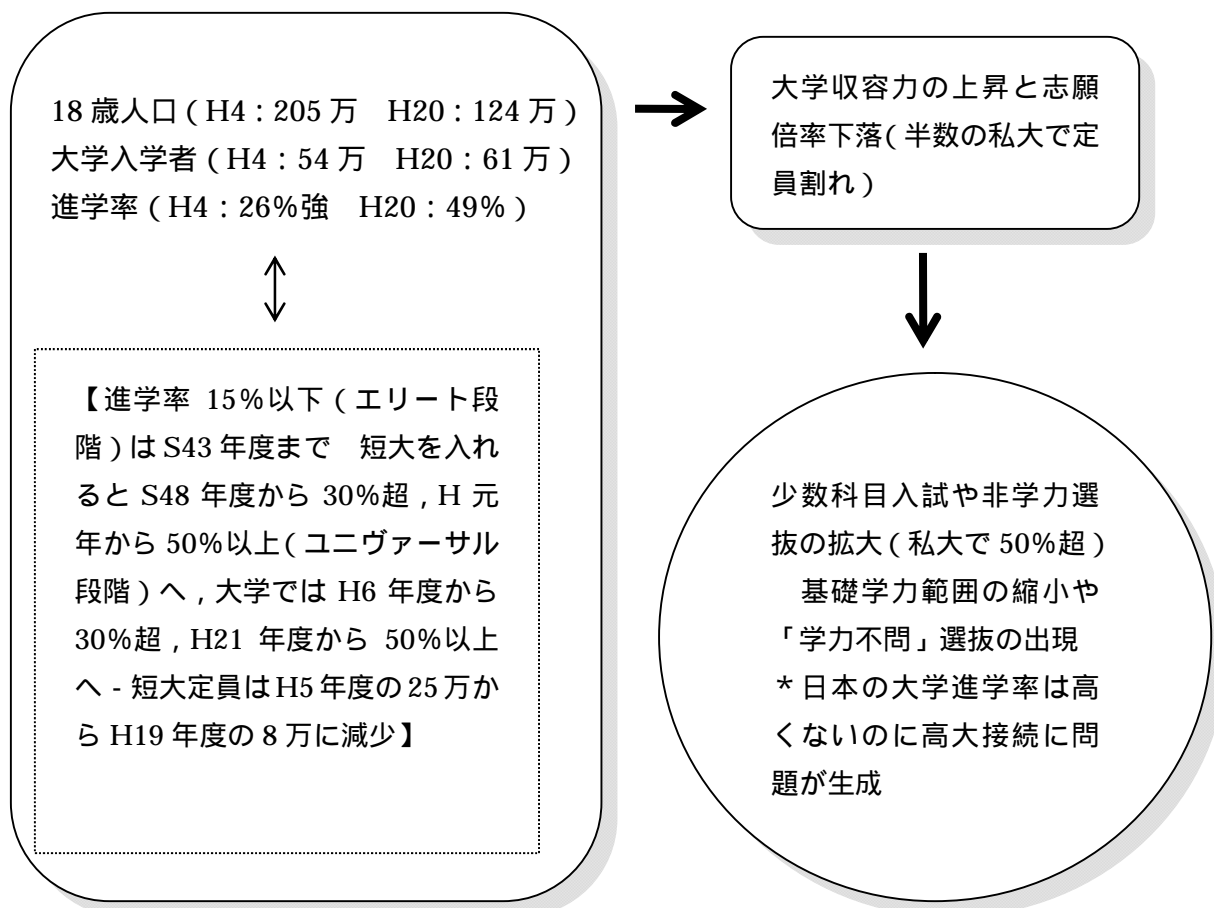 18 歳人口（H4：205 万　H20：124 万）
大学入学者（H4：54 万　H20：61 万）
進学率（H4：26％強　H20：49％）
【進学率 15％以下（エリート段
階）は S43 年度まで　短大を入れ
ると S48 年度から 30％超，H 元
年から 50％以上（ユニヴァーサル
段階）へ，大学では H6 年度から
30％超，H21 年度から 50％以上
へ - 短大定員は H5 年度の 25 万か
ら H19 年度の 8 万に減少】
大学収容力の上昇と志願
倍率下落（半数の私大で定
員割れ）
少数科目入試や非学力選
抜の拡大（私大で 50％超）
　基礎学力範囲の縮小や
「学力不問」選抜の出現
＊日本の大学進学率は高
くないのに高大接続に問
題が生成